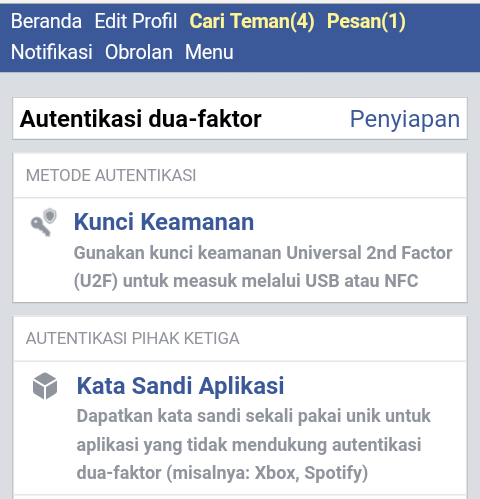 Beranda Edit Profil Cari Teman(4) Pesan(1)
Notifikasi Obrolan Menu
Autentikasi dua-faktor Penyiapan
METODE AUTENTIKASI
Kunci Keamanan
Gunakan kunci keamanan Universal 2nd Factor
(U2F) untuk measuk melalui USB atau NFC
AUTENTIKASI PIHAK KETIGA
Kata Sandi Aplikasi
Dapatkan kata sandi sekali pakai unik untuk
aplikasi yang tidak mendukung autentikasi
dua-faktor (misalnya: Xbox, Spotify)